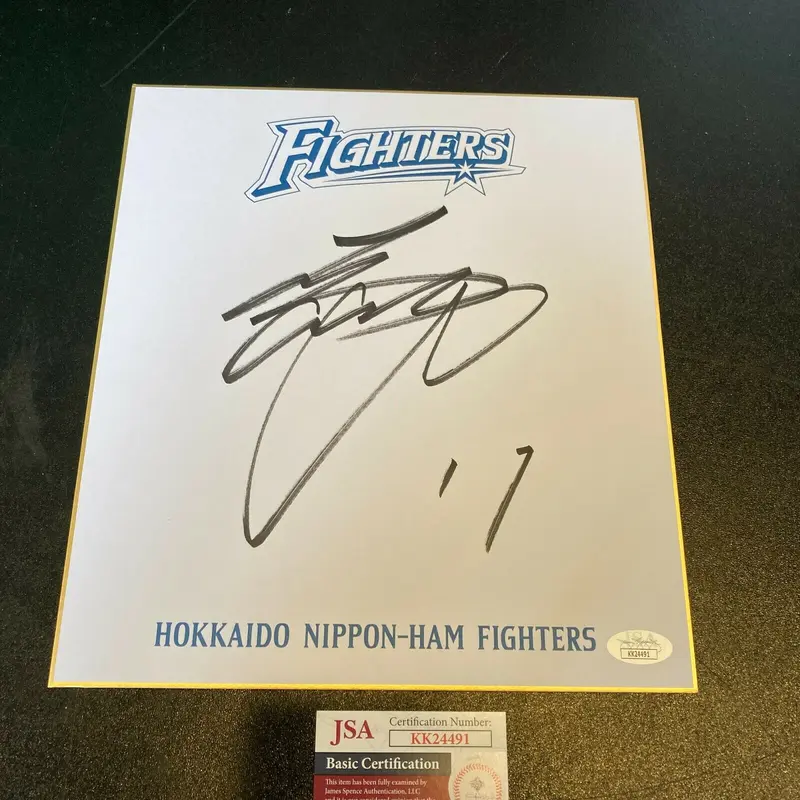 FIGHTERS
17
HOKKAIDO NIPPON-HAM FIGHTERS
JSA
KK24491
JSA
Certification Number:
KK24491
Basic Certification
This item has been fully examined by
James Spence Authentication, LLC